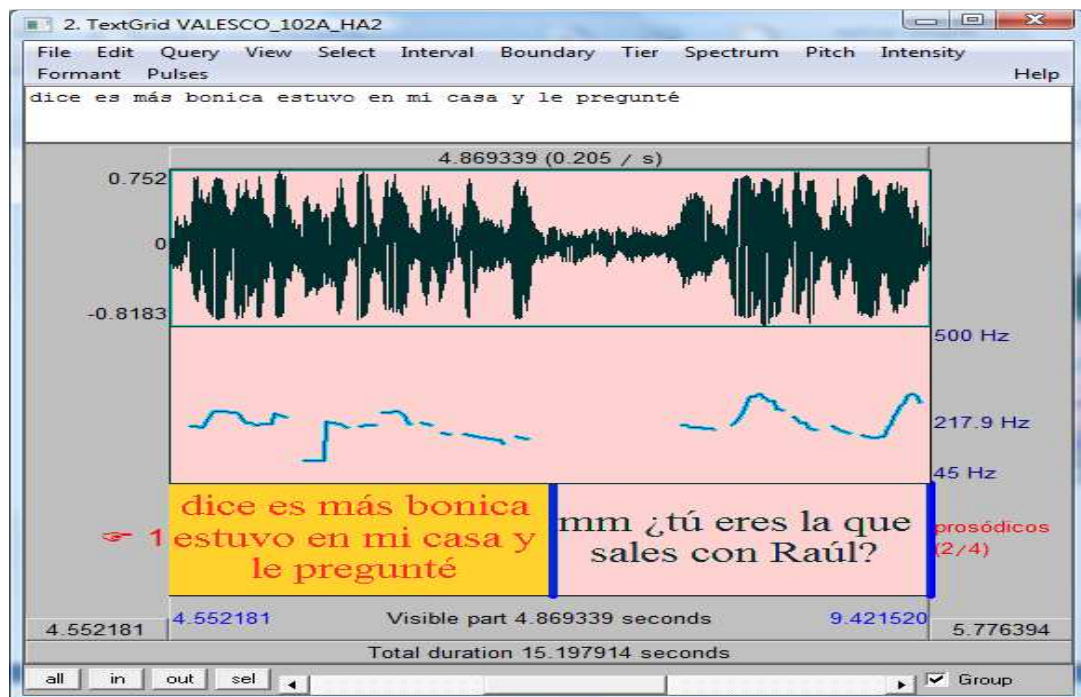 2. TextGrid VALESCO_102A_HA2
File Edit Query View Select Interval Boundary Tier Spectrum Pitch Intensity
Formant Pulses Help
dice es más bonica estuvo en mi casa y le pregunté
4.869339 (0.205 / s)
0.752
0
-0.8183
500 Hz
217.9 Hz
45 Hz
☞ 1
dice es más bonica
estuvo en mi casa y
le pregunté
mm ¿tú eres la que
sales con Raúl?
prosódicos
(2/4)
4.552181 4.552181 Visible part 4.869339 seconds 9.421520 5.776394
Total duration 15.197914 seconds
all in out sel Group